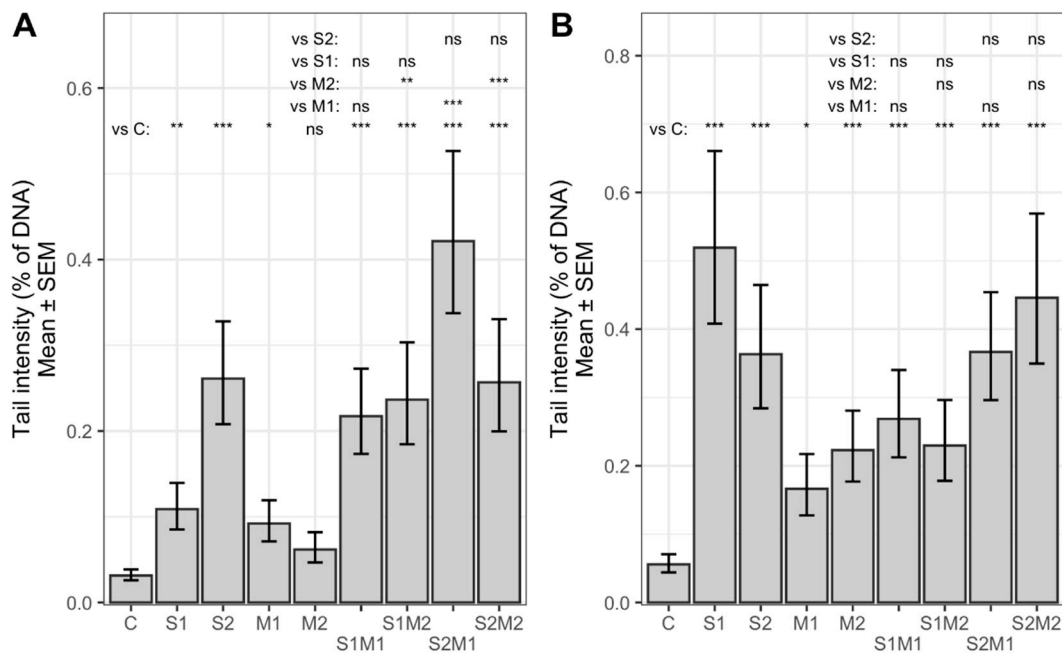 A
vs S2: ns ns
vs S1: ns ns
vs M2: ** ***
vs M1: ns ***
vs C: ** *** * ns *** *** *** ***
Tail intensity (% of DNA)
Mean ± SEM
0.6
0.4
0.2
0.0
C S1 S2 M1 M2 S1M1 S1M2 S2M1 S2M2
B
vs S2: ns ns
vs S1: ns ns
vs M2: ns ns
vs M1: ns ns
vs C: *** *** * *** *** *** *** ***
Tail intensity (% of DNA)
Mean ± SEM
0.8
0.6
0.4
0.2
0.0
C S1 S2 M1 M2 S1M1 S1M2 S2M1 S2M2